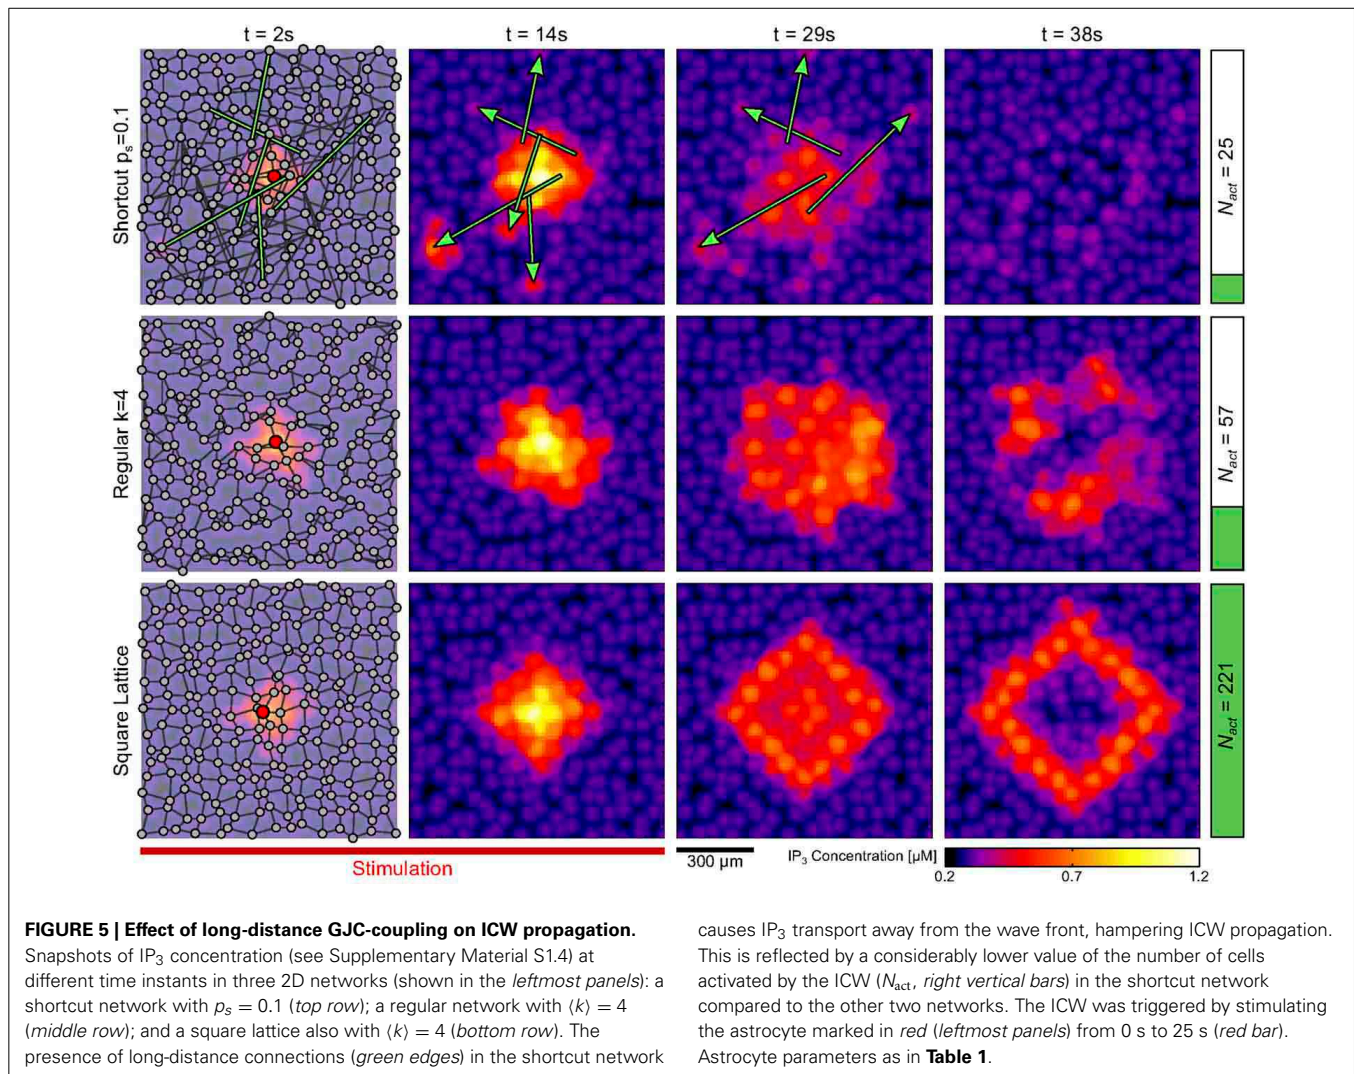 t = 2s
t = 14s
t = 29s
t = 38s
Shortcut pₛ=0.1
N_act = 25
Regular k=4
N_act = 57
Square Lattice
N_act = 221
Stimulation
300 µm
IP₃ Concentration [µM]
0.2
0.7
1.2
FIGURE 5 | Effect of long-distance GJC-coupling on ICW propagation.
Snapshots of IP₃ concentration (see Supplementary Material S1.4) at
different time instants in three 2D networks (shown in the leftmost panels): a
shortcut network with pₛ = 0.1 (top row); a regular network with ⟨k⟩ = 4
(middle row); and a square lattice also with ⟨k⟩ = 4 (bottom row). The
presence of long-distance connections (green edges) in the shortcut network
causes IP₃ transport away from the wave front, hampering ICW propagation.
This is reflected by a considerably lower value of the number of cells
activated by the ICW (N_act, right vertical bars) in the shortcut network
compared to the other two networks. The ICW was triggered by stimulating
the astrocyte marked in red (leftmost panels) from 0 s to 25 s (red bar).
Astrocyte parameters as in Table 1.